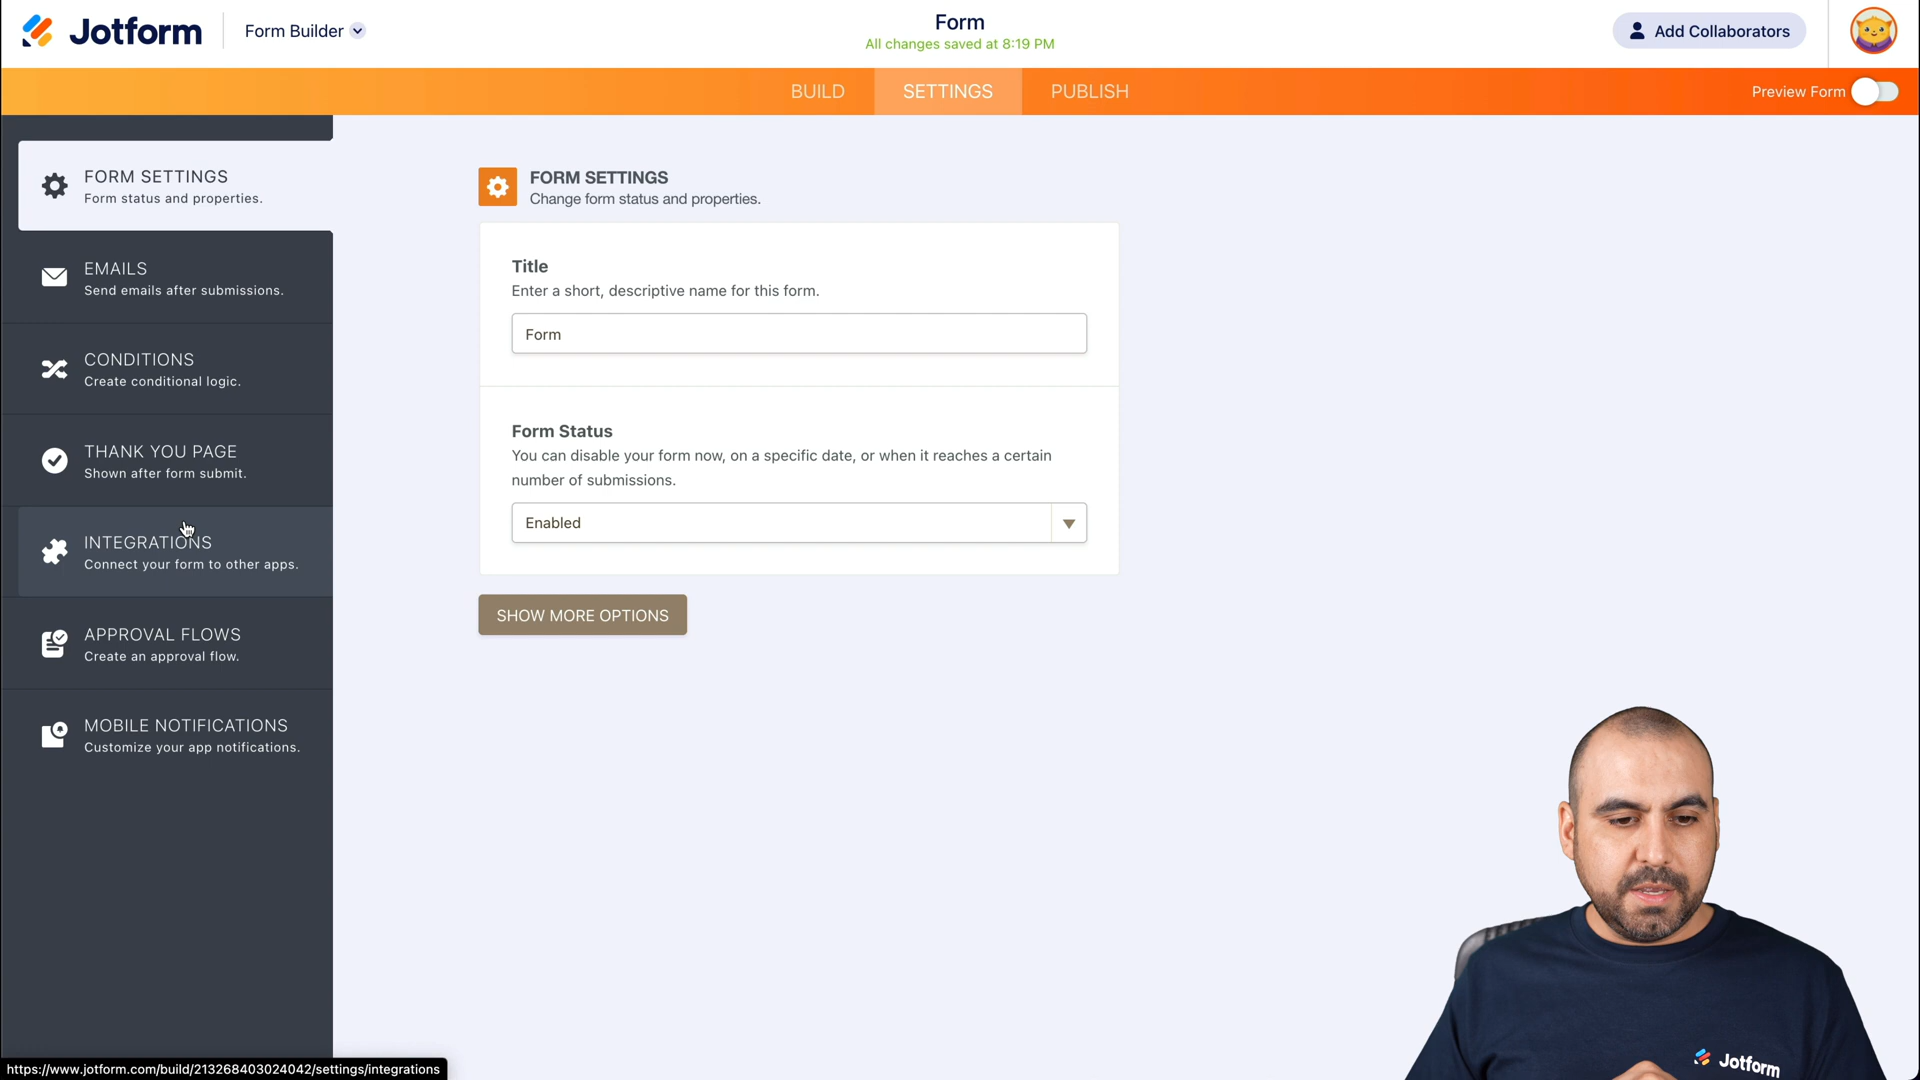 Jotform
Form Builder
Form
All changes saved at 8:19 PM
Add Collaborators
BUILD
SETTINGS
PUBLISH
Preview Form
FORM SETTINGS
Form status and properties.
EMAILS
Send emails after submissions.
CONDITIONS
Create conditional logic.
THANK YOU PAGE
Shown after form submit.
INTEGRATIONS
Connect your form to other apps.
APPROVAL FLOWS
Create an approval flow.
MOBILE NOTIFICATIONS
Customize your app notifications.
FORM SETTINGS
Change form status and properties.
Title
Enter a short, descriptive name for this form.
Form
Form Status
You can disable your form now, on a specific date, or when it reaches a certain
number of submissions.
Enabled
SHOW MORE OPTIONS
Jotform
https://www.jotform.com/build/213268403024042/settings/integrations